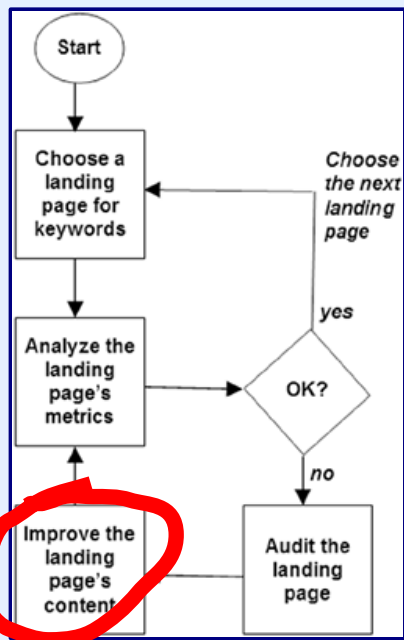 Start
Choose a
landing
page for
keywords
Choose
the next
landing
page
yes
Analyze the
landing
page's
metrics
OK?
no
Improve the
landing
page's
content
Audit the
landing
page